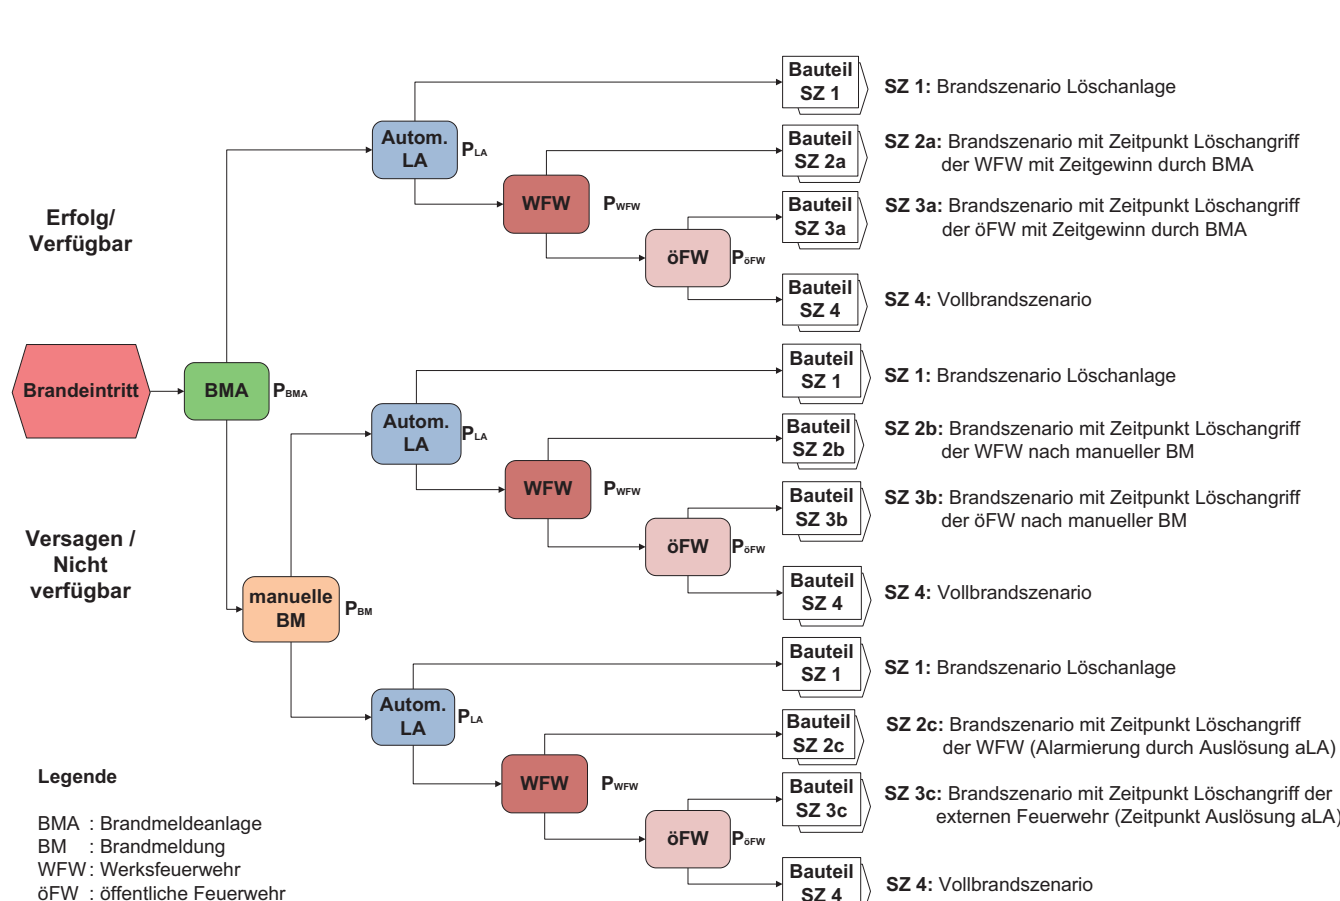 Bauteil
SZ 1
SZ 1: Brandszenario Löschanlage
Autom.
LA
PLA
Bauteil
SZ 2a
SZ 2a: Brandszenario mit Zeitpunkt Löschangriff
der WFW mit Zeitgewinn durch BMA
WFW
PWFW
Bauteil
SZ 3a
SZ 3a: Brandszenario mit Zeitpunkt Löschangriff
der öFW mit Zeitgewinn durch BMA
Erfolg/
Verfügbar
öFW
PöFW
Bauteil
SZ 4
SZ 4: Vollbrandszenario
Brandeintritt
BMA
PBMA
Bauteil
SZ 1
SZ 1: Brandszenario Löschanlage
Autom.
LA
PLA
Bauteil
SZ 2b
SZ 2b: Brandszenario mit Zeitpunkt Löschangriff
der WFW nach manueller BM
WFW
PWFW
Bauteil
SZ 3b
SZ 3b: Brandszenario mit Zeitpunkt Löschangriff
der öFW nach manueller BM
Versagen /
Nicht
verfügbar
öFW
PöFW
Bauteil
SZ 4
SZ 4: Vollbrandszenario
manuelle
BM
PBM
Bauteil
SZ 1
SZ 1: Brandszenario Löschanlage
Autom.
LA
PLA
Bauteil
SZ 2c
SZ 2c: Brandszenario mit Zeitpunkt Löschangriff
der WFW (Alarmierung durch Auslösung aLA)
WFW
PWFW
Bauteil
SZ 3c
SZ 3c: Brandszenario mit Zeitpunkt Löschangriff der
externen Feuerwehr (Zeitpunkt Auslösung aLA)
öFW
PöFW
Bauteil
SZ 4
SZ 4: Vollbrandszenario
Legende
BMA : Brandmeldeanlage
BM : Brandmeldung
WFW : Werksfeuerwehr
öFW : öffentliche Feuerwehr